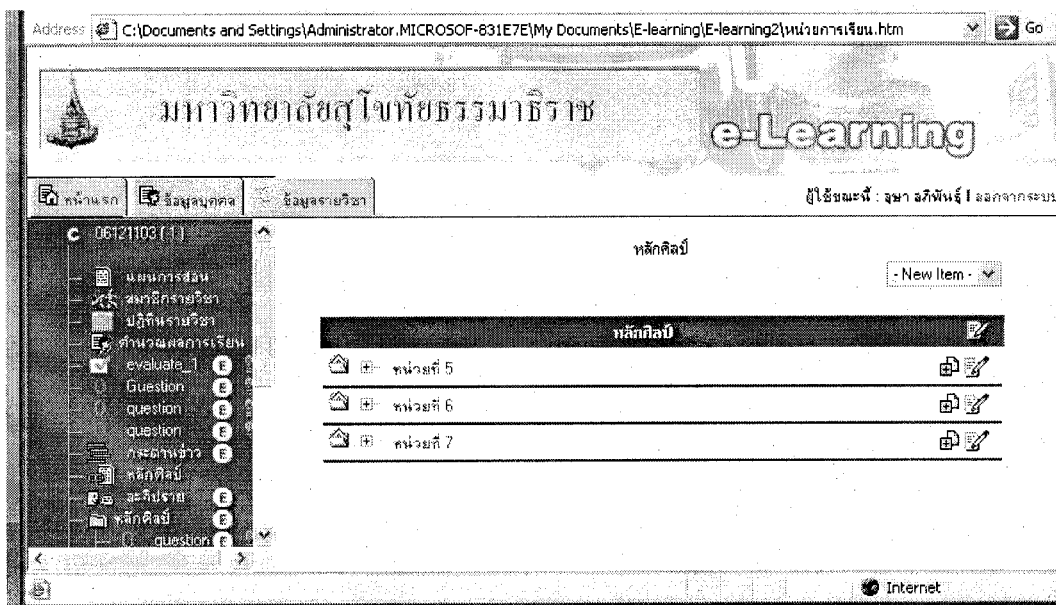 Address C:\Documents and Settings\Administrator.MICROSOF-831E7E\My Documents\E-learning\E-learning2\หน่วยการเรียน.htm Go
มหาวิทยาลัยสุโขทัยธรรมาธิราช
e-Learning
หน้าแรก ข้อมูลบุคคล ข้อมูลรายวิชา
ผู้ใช้ขณะนี้ : อุษา อภิพันธุ์ | ออกจากระบบ
06121103 ( 1 )
แผนการสอน
สมาชิกรายวิชา
ปฏิทินรายวิชา
คำนวณผลการเรียน
evaluate_1 E
Guestion E
question E
question E
กระดานข่าว E
หลักศิลป์
อะภิปราย E
หลักศิลป์ E
question E
หลักศิลป์
- New Item -
หลักศิลป์
หน่วยที่ 5
หน่วยที่ 6
หน่วยที่ 7
Internet